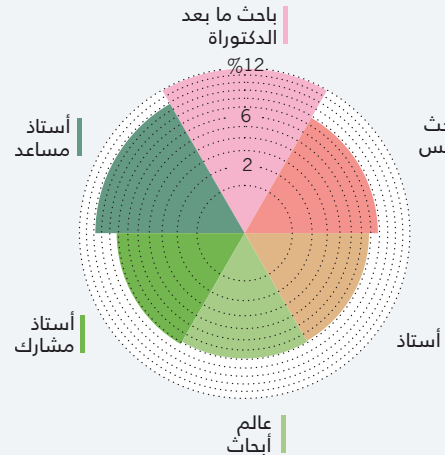 باحث ما بعد
الدكتوراة
%12
6
2
أستاذ
مساعد
أستاذ
أستاذ
مشارك
عالم
أبحاث